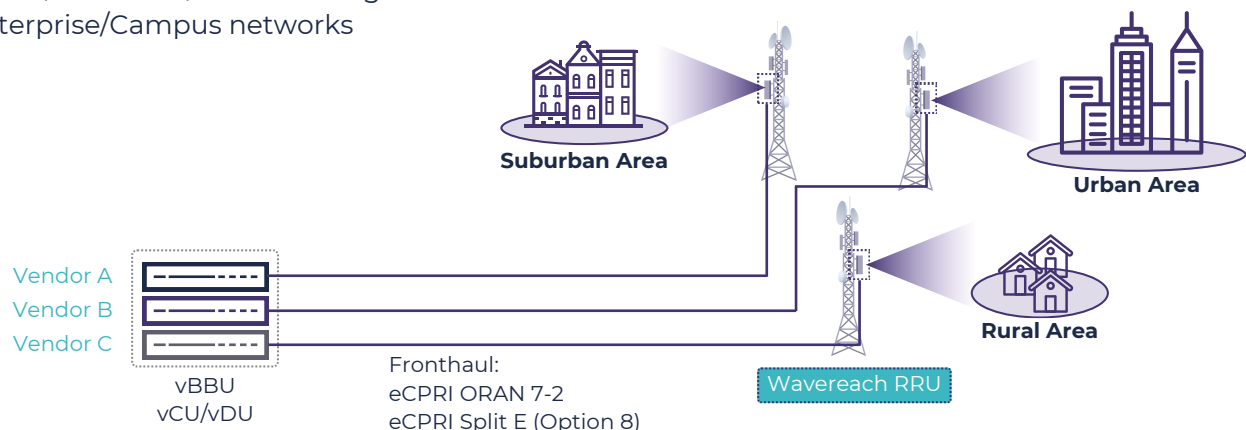 terprise/Campus networks
Suburban Area
Urban Area
Rural Area
Vendor A
Vendor B
Vendor C
vBBU
vCU/vDU
Fronthaul:
eCPRI ORAN 7-2
eCPRI Split E (Option 8)
Wavereach RRU